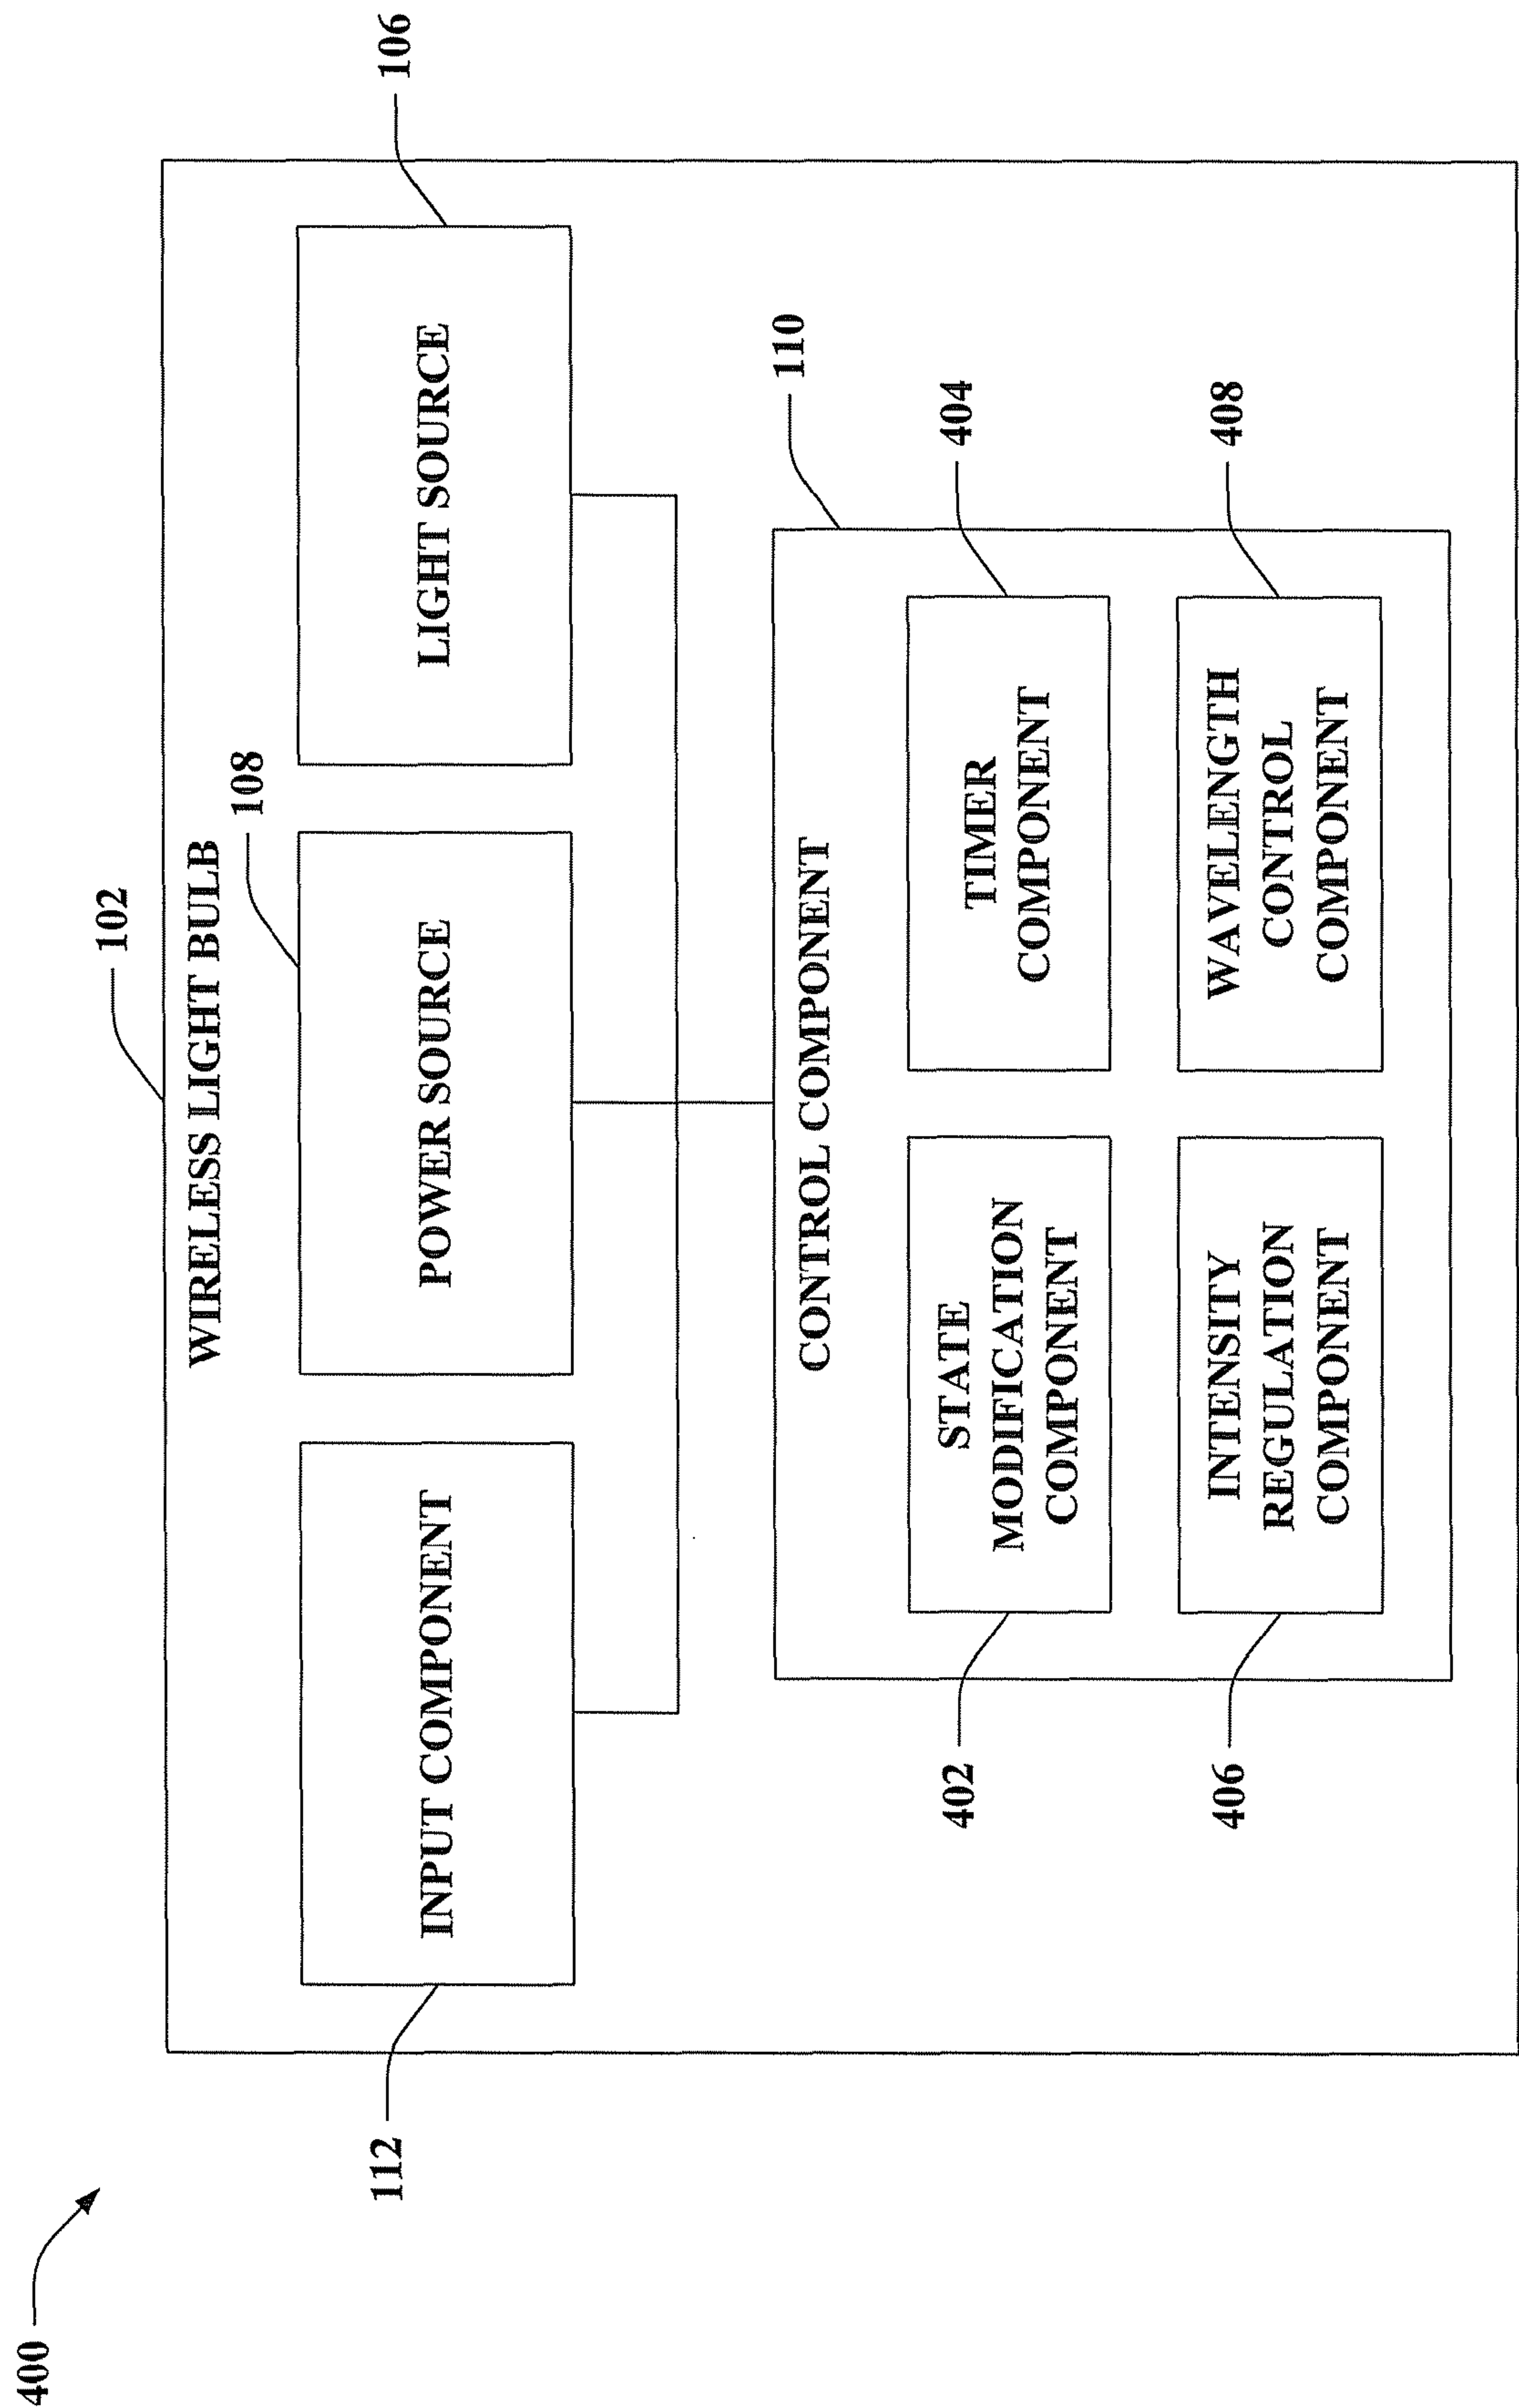 400
102
WIRELESS LIGHT BULB
112
INPUT COMPONENT
108
POWER SOURCE
LIGHT SOURCE
106
110
CONTROL COMPONENT
402
STATE
MODIFICATION
COMPONENT
404
TIMER
COMPONENT
406
INTENSITY
REGULATION
COMPONENT
408
WAVELENGTH
CONTROL
COMPONENT